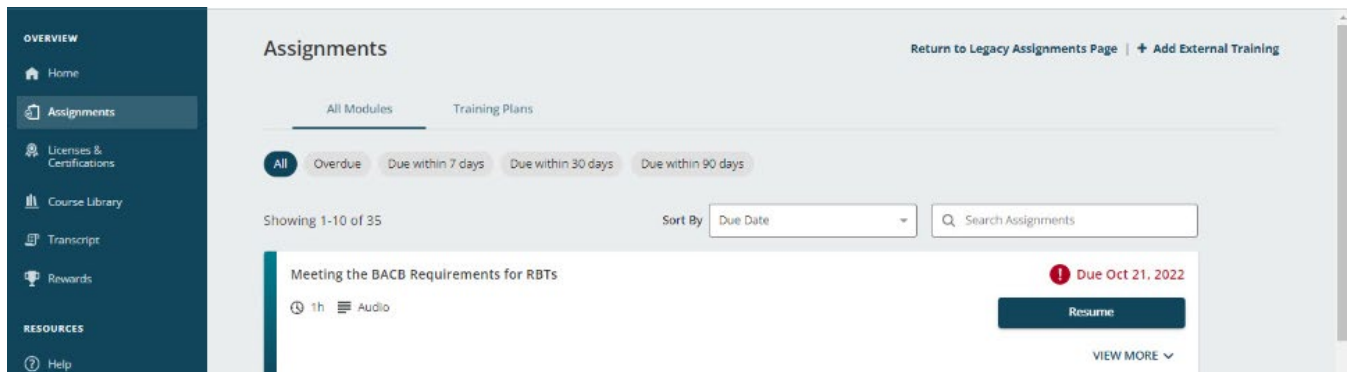 OVERVIEW
Home
Assignments
Licenses &
Certifications
Course Library
Transcript
Rewards
RESOURCES
Help
Assignments
Return to Legacy Assignments Page | + Add External Training
All Modules Training Plans
All Overdue Due within 7 days Due within 30 days Due within 90 days
Showing 1-10 of 35 Sort By Due Date Search Assignments
Meeting the BACB Requirements for RBTs ! Due Oct 21, 2022
1h Audio Resume
VIEW MORE